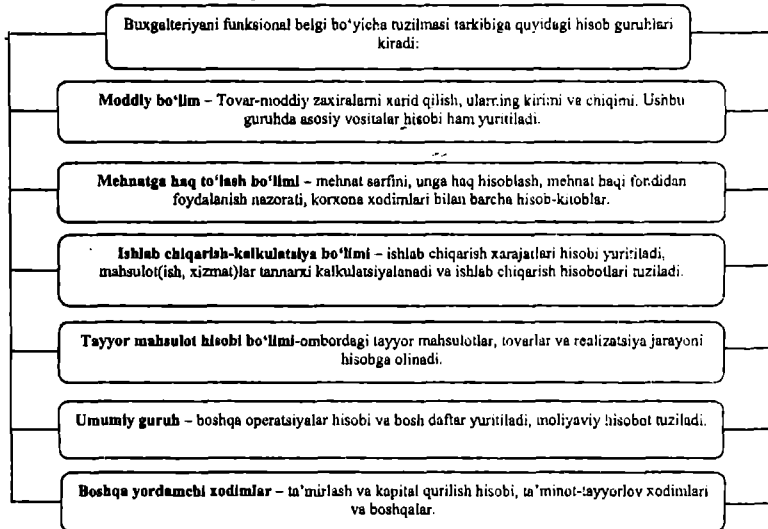 Buxgalteriyani funksional belgi bo‘yicha tuzilmasi tarkibiga quyidagi hisob guruhlari
kiradi:
Moddiy bo‘lim – Tovar-moddiy zaxiralarni xarid qilish, ularning kirimi va chiqimi. Ushbu
guruhda asosiy vositalar hisobi ham yuritiladi.
Mehnatga haq to‘lash bo‘limi – mehnat sarfini, unga haq hisoblash, mehnat haqi fondidan
foydalanish nazorati, korxona xodimlari bilan barcha hisob-kitoblar.
Ishlab chiqarish-kalkulatsiya bo‘limi – ishlab chiqarish xarajatlari hisobi yuritiladi,
mahsulot(ish, xizmat)lar tannarxi kalkulatsiyalanadi va ishlab chiqarish hisobotlari tuziladi.
Tayyor mahsulot hisobi bo‘limi-ombordagi tayyor mahsulotlar, tovarlar va realizatsiya jarayoni
hisobga olinadi.
Umumiy guruh – boshqa operatsiyalar hisobi va bosh daftar yuritiladi, moliyaviy hisobot tuziladi.
Boshqa yordamchi xodimlar – ta’mirlash va kapital qurilish hisobi, ta’minot-tayyorlov xodimlari
va boshqalar.